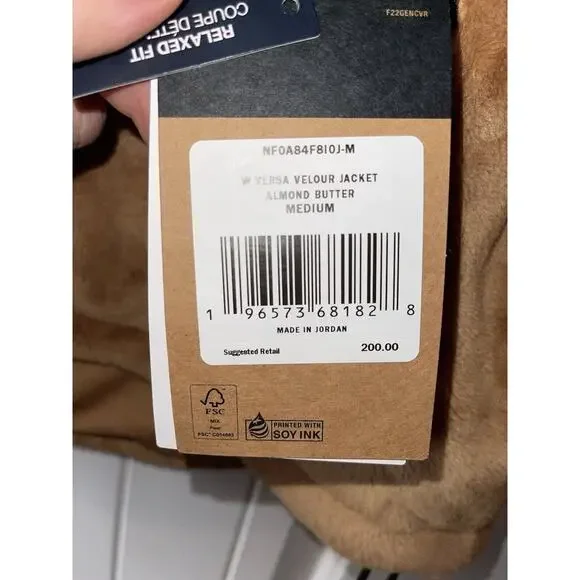 RELAXED FIT
COUPE DÉTE
F22GENCVR
NF0A84F8I0J-M
W VERSA VELOUR JACKET
ALMOND BUTTER
MEDIUM
1 96573 68182 8
MADE IN JORDAN
Suggested Retail 200.00
FSC
MIX
Paper
PRINTED WITH
SOY INK